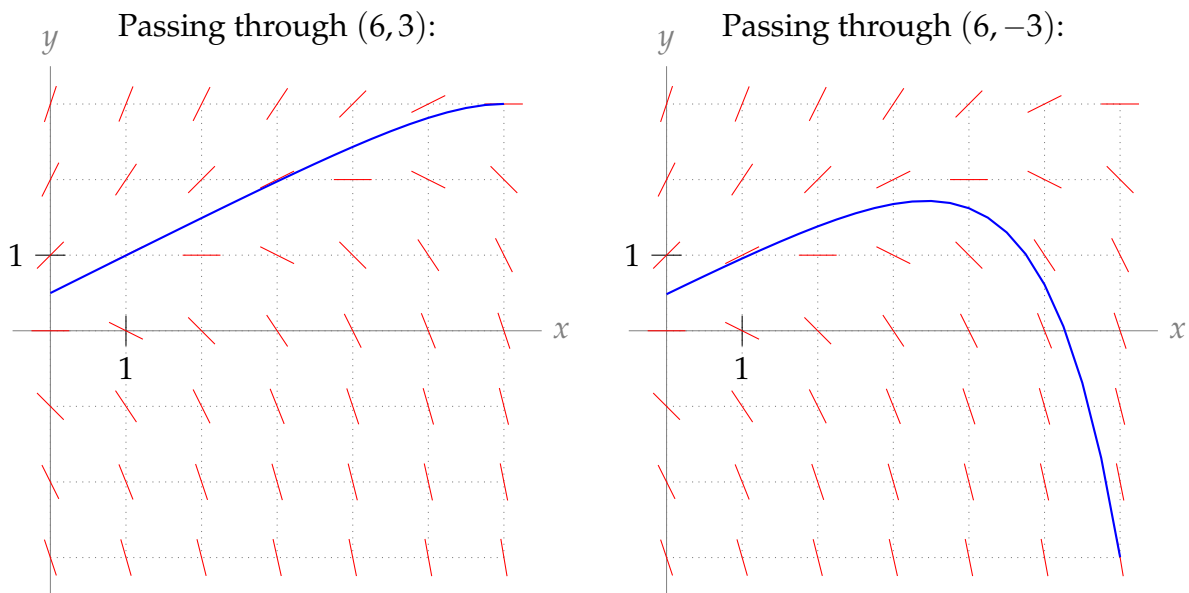 Passing through (6, 3):
y
1
1
x
Passing through (6, −3):
y
1
1
x